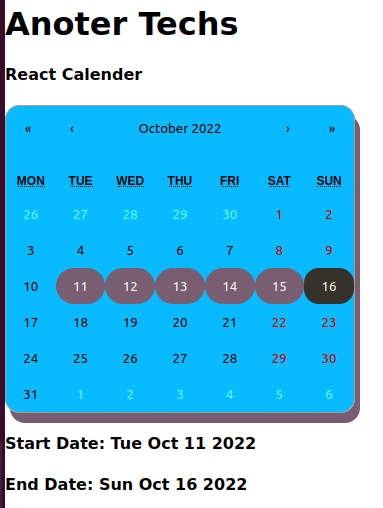 Anoter Techs
React Calender
« ‹ October 2022 › »
MON TUE WED THU FRI SAT SUN
26 27 28 29 30 1 2
3 4 5 6 7 8 9
10 11 12 13 14 15 16
17 18 19 20 21 22 23
24 25 26 27 28 29 30
31 1 2 3 4 5 6
Start Date: Tue Oct 11 2022
End Date: Sun Oct 16 2022